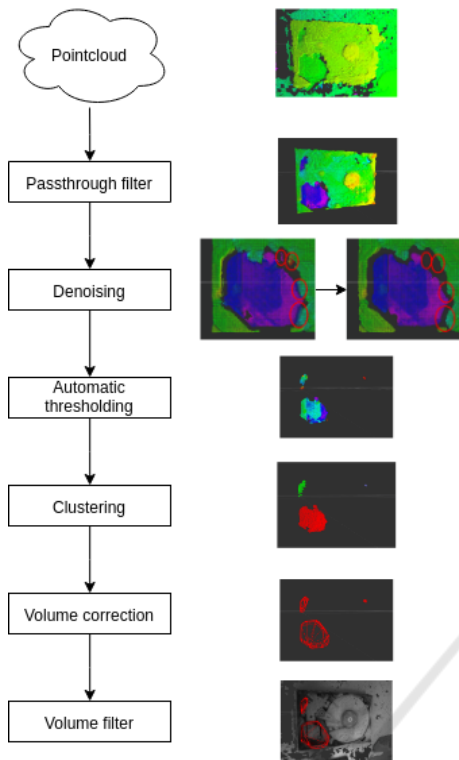 Pointcloud
Passthrough filter
Denoising
Automatic
thresholding
Clustering
Volume correction
Volume filter